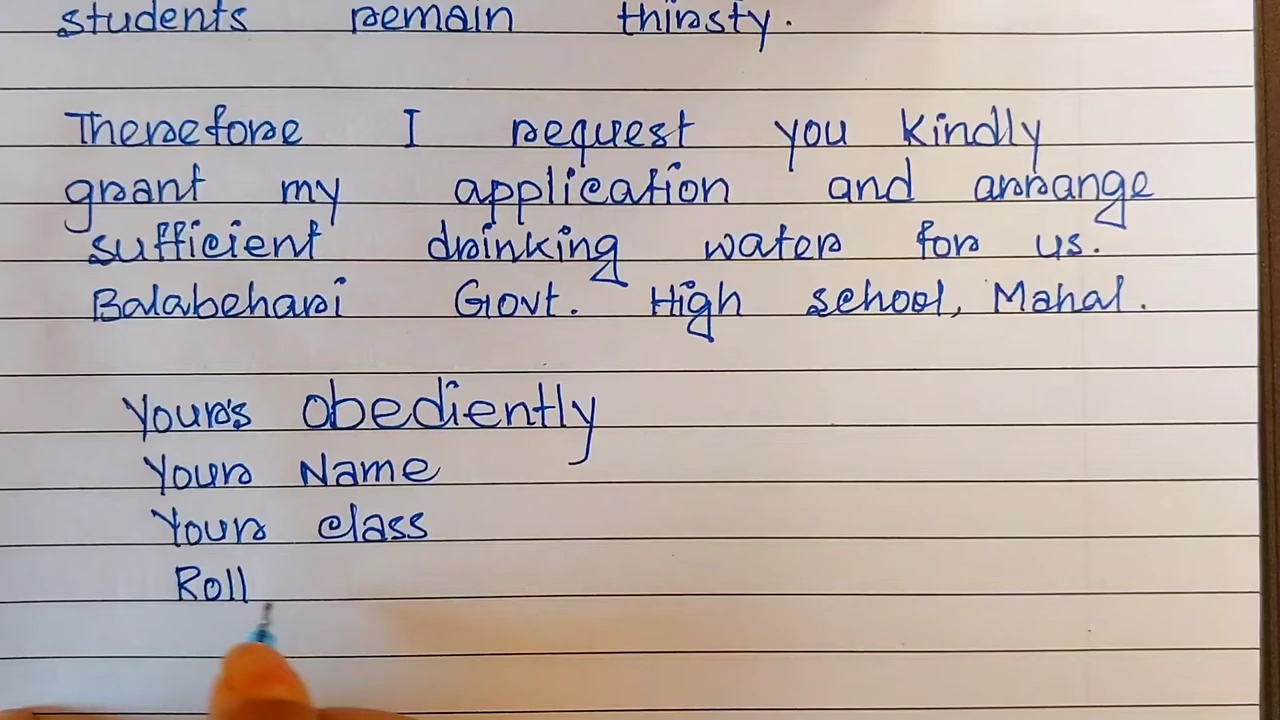 students remain thirsty.
Therefore I request you kindly
grant my application and arrange
sufficient drinking water for us.
Balabehari Govt. High school, Mahal.
Your's obediently
Your Name
Your class
Roll